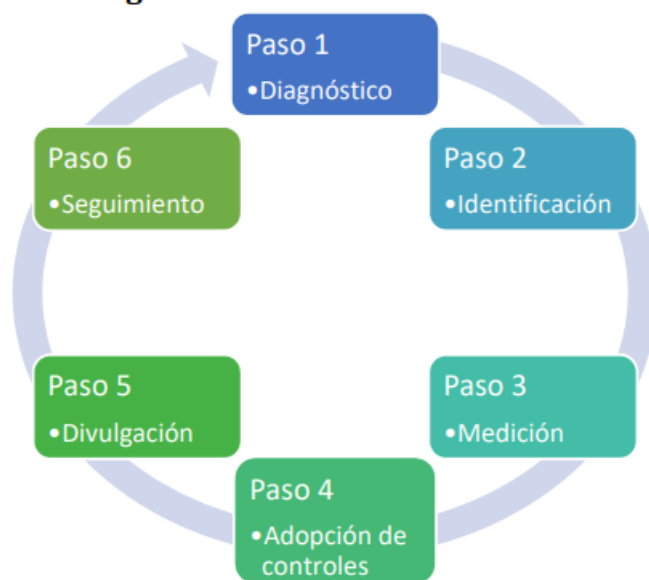 Paso 1
•Diagnóstico
Paso 2
•Identificación
Paso 3
•Medición
Paso 4
•Adopción de
controles
Paso 5
•Divulgación
Paso 6
•Seguimiento